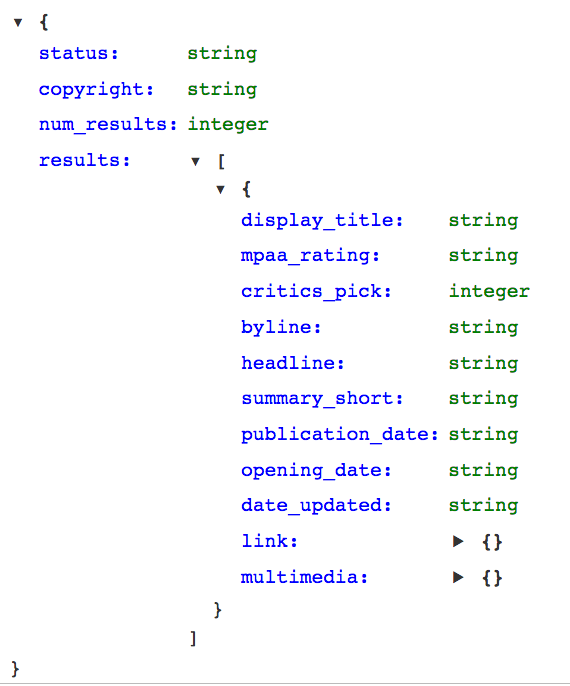 ▼ {
status: string
copyright: string
num_results: integer
results: ▼ [
▼ {
display_title: string
mpaa_rating: string
critics_pick: integer
byline: string
headline: string
summary_short: string
publication_date: string
opening_date: string
date_updated: string
link: ▶ {}
multimedia: ▶ {}
}
]
}